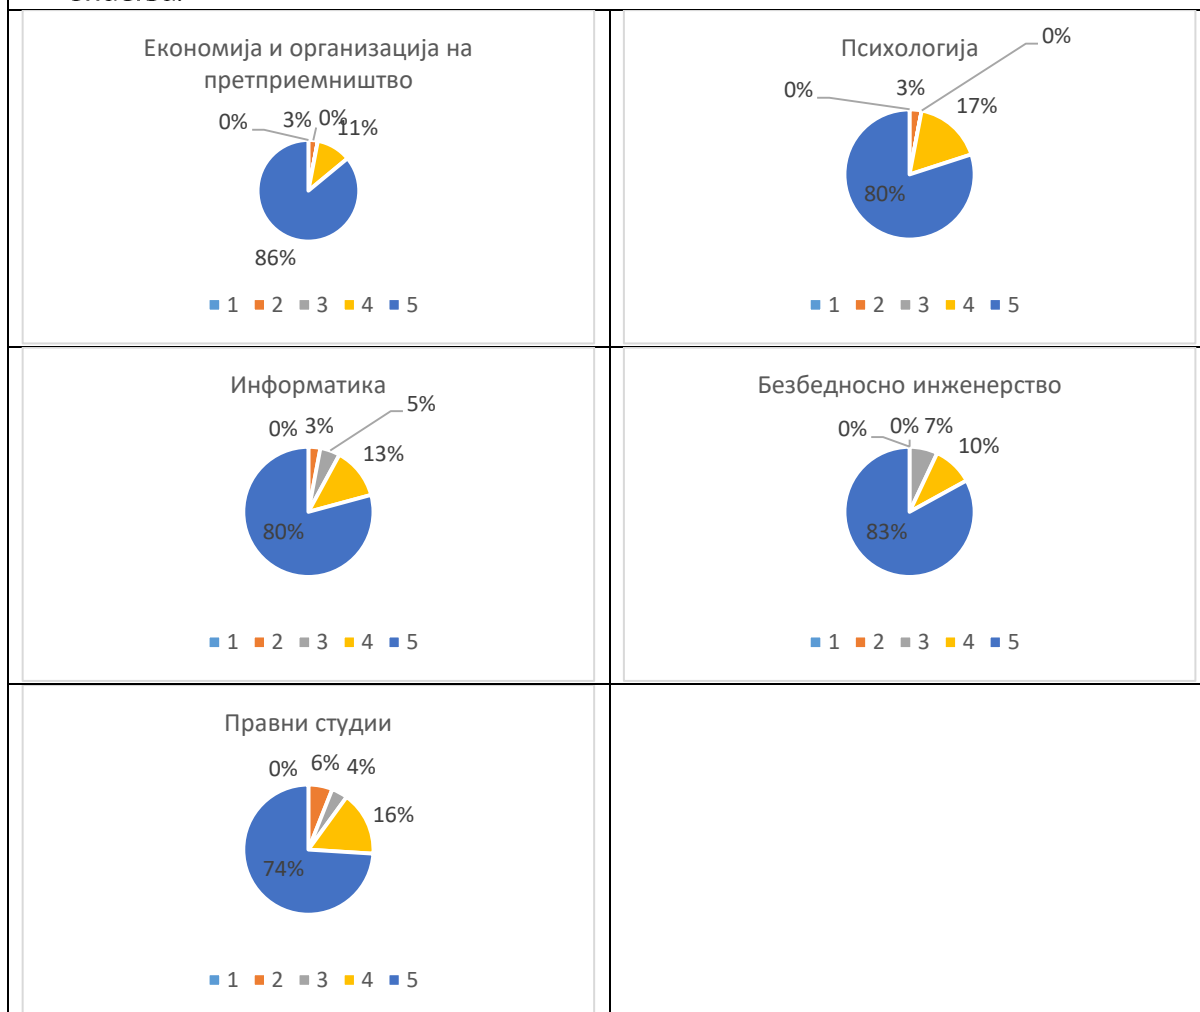 Економија и организација на
претприемништво
0%
3%
0%
11%
86%
1 2 3 4 5
Психологија
0%
3%
0%
17%
80%
1 2 3 4 5
Информатика
0%
3%
5%
13%
80%
1 2 3 4 5
Безбедносно инженерство
0%
0%
7%
10%
83%
1 2 3 4 5
Правни студии
0%
6%
4%
16%
74%
1 2 3 4 5